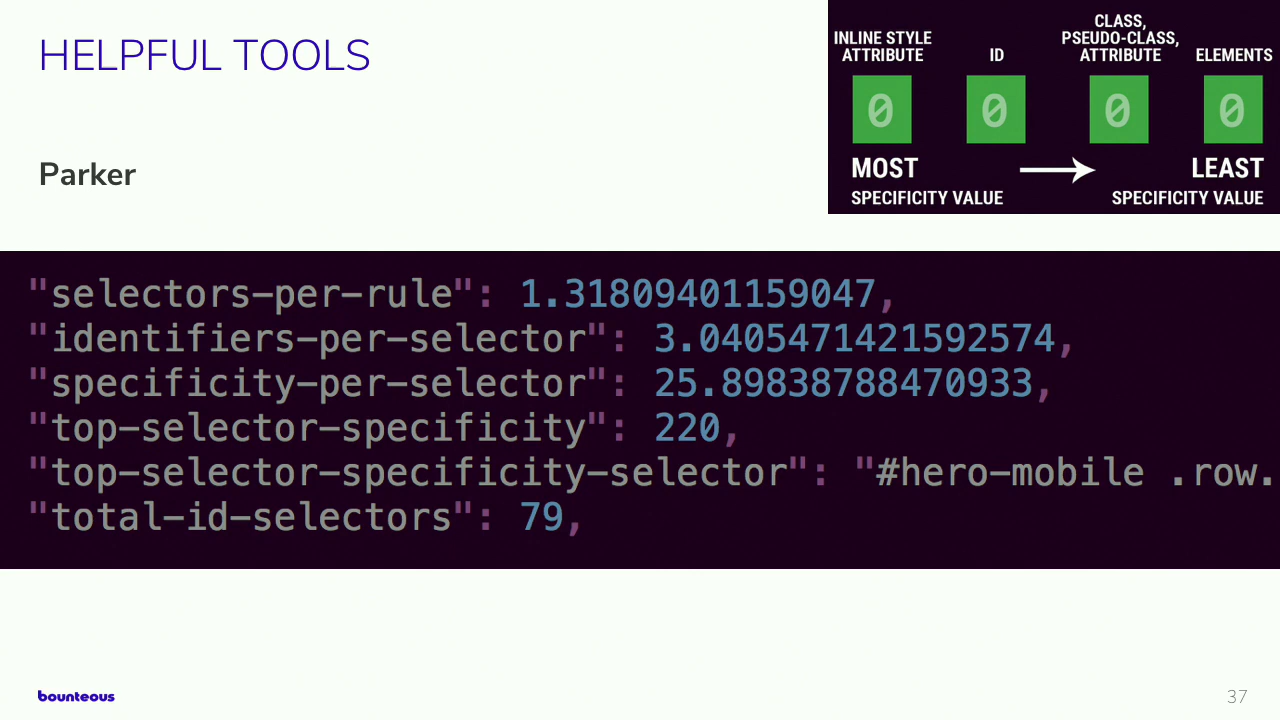 HELPFUL TOOLS
INLINE STYLE ATTRIBUTE
ID
CLASS, PSEUDO-CLASS, ATTRIBUTE
ELEMENTS
0 0 0 0
MOST SPECIFICITY VALUE
LEAST SPECIFICITY VALUE
Parker
"selectors-per-rule": 1.31809401159047,
"identifiers-per-selector": 3.0405471421592574,
"specificity-per-selector": 25.89838788470933,
"top-selector-specificity": 220,
"top-selector-specificity-selector": "#hero-mobile .row.
"total-id-selectors": 79,
bounteous
37